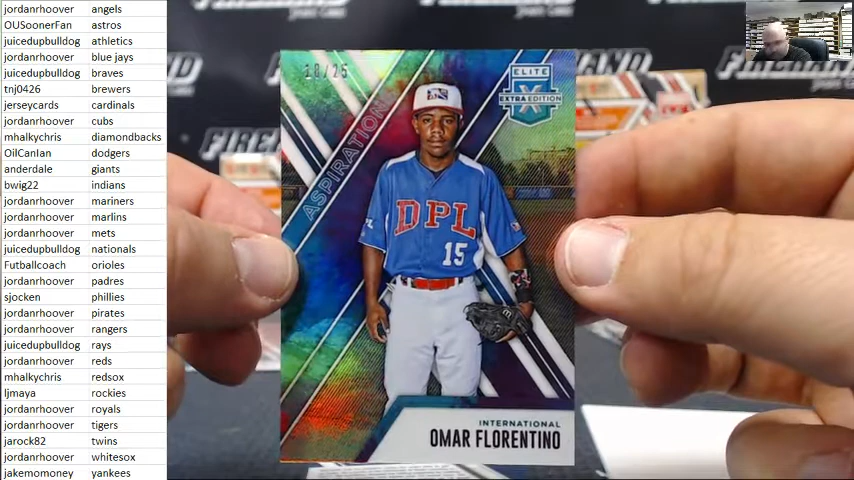 jordanrhoover angels
OUSoonerFan astros
juicedupbulldog athletics
jordanrhoover blue jays
juicedupbulldog braves
tnj0426 brewers
jerseycards cardinals
jordanrhoover cubs
mhalkychris diamondbacks
OilCanIan dodgers
anderdale giants
bwig22 indians
jordanrhoover mariners
jordanrhoover marlins
jordanrhoover mets
juicedupbulldog nationals
Futballcoach orioles
jordanrhoover padres
sjocken phillies
jordanrhoover pirates
jordanrhoover rangers
juicedupbulldog rays
jordanrhoover reds
mhalkychris redsox
ljmaya rockies
jordanrhoover royals
jordanrhoover tigers
jarock82 twins
jordanrhoover whitesox
jakemomoney yankees
18/25
ELITE
X
EXTRA EDITION
ASPIRATION
DPL
15
INTERNATIONAL
OMAR FLORENTINO
FIREHAND